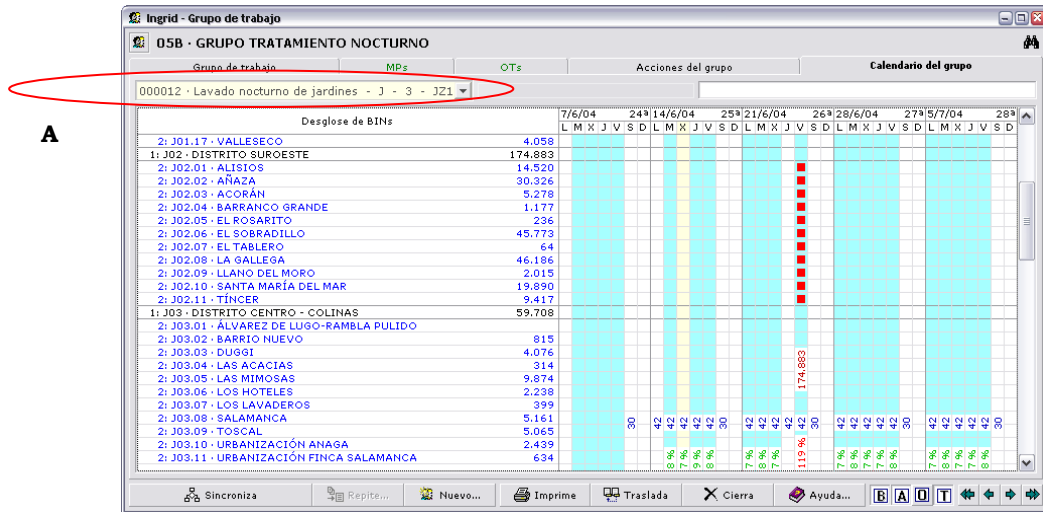 Ingrid - Grupo de trabajo
05B · GRUPO TRATAMIENTO NOCTURNO
Grupo de trabajo MPs OTs Acciones del grupo Calendario del grupo
000012 · Lavado nocturno de jardines - J - 3 - JZ1
A
Desglose de BINs
7/6/04 24ª 14/6/04 25ª 21/6/04 26ª 28/6/04 27ª 5/7/04 28ª
L M X J V S D L M X J V S D L M X J V S D L M X J V S D L M X J V S D
2: J01.17 · VALLESECO 4.058
1: J02 · DISTRITO SUROESTE 174.883
2: J02.01 · ALISIOS 14.520
2: J02.02 · AÑAZA 30.326
2: J02.03 · ACORÁN 5.278
2: J02.04 · BARRANCO GRANDE 1.177
2: J02.05 · EL ROSARITO 236
2: J02.06 · EL SOBRADILLO 45.773
2: J02.07 · EL TABLERO 64
2: J02.08 · LA GALLEGA 46.186
2: J02.09 · LLANO DEL MORO 2.015
2: J02.10 · SANTA MARÍA DEL MAR 19.890
2: J02.11 · TÍNCER 9.417
1: J03 · DISTRITO CENTRO - COLINAS 59.708
2: J03.01 · ÁLVAREZ DE LUGO-RAMBLA PULIDO
2: J03.02 · BARRIO NUEVO 815
2: J03.03 · DUGGI 4.076
2: J03.04 · LAS ACACIAS 314
2: J03.05 · LAS MIMOSAS 9.874
2: J03.06 · LOS HOTELES 2.238
2: J03.07 · LOS LAVADEROS 399
174.883
2: J03.08 · SALAMANCA 5.161
2: J03.09 · TOSCAL 5.065
30 42 42 42 42 42 30 42 42 42 42 42 30 42 42 42 42 42 30 42 42 42 42 42 30
2: J03.10 · URBANIZACIÓN ANAGA 2.439
2: J03.11 · URBANIZACIÓN FINCA SALAMANCA 634
8 % 7 % 9 % 8 % 7 % 8 % 7 % 119 % 7 % 8 % 7 % 7 % 8 % 7 % 7 % 7 % 8 %
Sincroniza Repite... Nuevo... Imprime Traslada Cierra Ayuda... B A O T